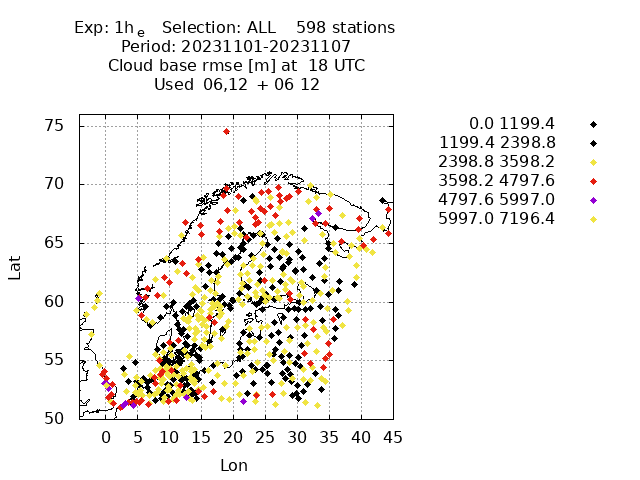 Exp: 1h e Selection: ALL 598 stations
Period: 20231101-20231107
Cloud base rmse [m] at 18 UTC
Used 06,12 + 06 12
0.0 1199.4
1199.4 2398.8
2398.8 3598.2
3598.2 4797.6
4797.6 5997.0
5997.0 7196.4
75
70
65
60
55
50
Lat
0 5 10 15 20 25 30 35 40 45
Lon